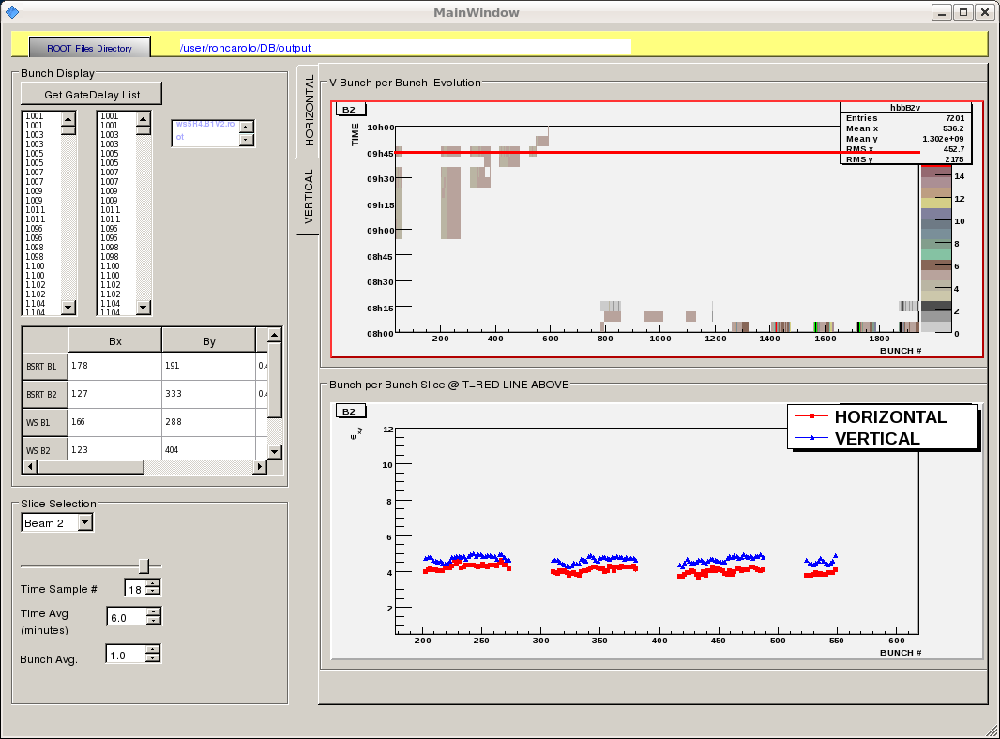 MainWindow
ROOT Files Directory
/user/roncarolo/DB/output
Bunch Display
Get GateDelay List
1001 1001
1001 1001
1003 1003
1003 1003
1005 1005
1005 1005
1007 1007
1007 1007
1009 1009
1009 1009
1011 1011
1011 1011
1096 1096
1096 1096
1098 1098
1098 1098
1100 1100
1100 1100
1102 1102
1102 1102
1104 1104
1104 1104
ws5R4.B1V2.ro
ot
Bx By
BSRT B1 1.78 1.91 0.4
BSRT B2 1.27 3.33 0.4
WS B1 1.66 2.88
WS B2 1.23 4.04
Slice Selection
Beam 2
Time Sample # 18
Time Avg
(minutes)
6.0
Bunch Avg. 1.0
HORIZONTAL
VERTICAL
V Bunch per Bunch Evolution
B2
TIME
10h00
09h45
09h30
09h15
09h00
08h45
08h30
08h15
08h00
200 400 600 800 1000 1200 1400 1600 1800
BUNCH #
hbbB2v
Entries 7201
Mean x 536.2
Mean y 1.302e+09
RMS x 452.7
RMS y 2175
14
12
10
8
6
4
2
0
Bunch per Bunch Slice @ T=RED LINE ABOVE
B2
ϵ xy
HORIZONTAL
VERTICAL
12
10
8
6
4
2
200 250 300 350 400 450 500 550 600
BUNCH #